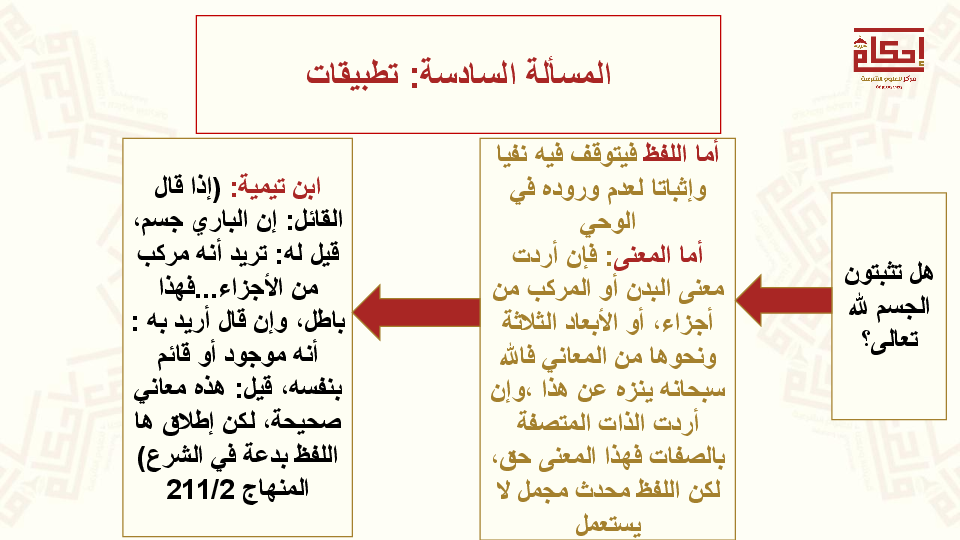 إحكام
مركز للعلوم الشرعية
المسألة السادسة: تطبيقات
هل تثبتون
الجسم لله
تعالى؟
أما اللفظ فيتوقف فيه نفيا
وإثباتا لعدم وروده في
الوحي
أما المعنى: فإن أردت
معنى البدن أو المركب من
أجزاء، أو الأبعاد الثلاثة
ونحوها من المعاني فالله
سبحانه ينزه عن هذا ،وإن
أردت الذات المتصفة
بالصفات فهذا المعنى حق،
لكن اللفظ محدث مجمل لا
يستعمل
ابن تيمية: (إذا قال
القائل: إن الباري جسم،
قيل له: تريد أنه مركب
من الأجزاء...فهذا
باطل، وإن قال أريد به :
أنه موجود أو قائم
بنفسه، قيل: هذه معاني
صحيحة، لكن إطلاق ها
اللفظ بدعة في الشرع)
المنهاج 211/2